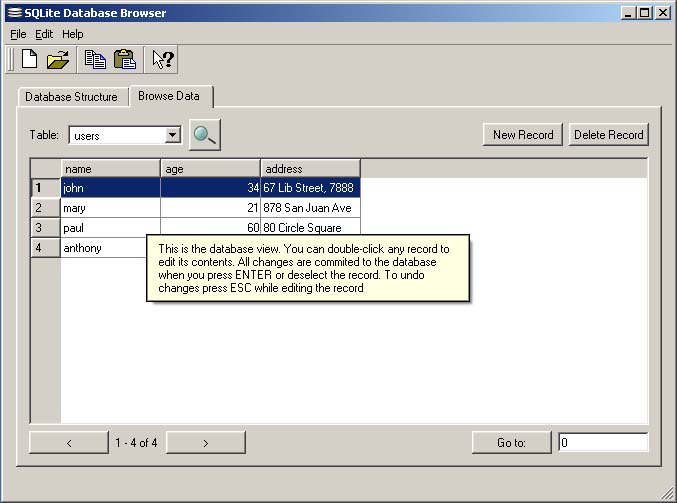 SQLite Database Browser
File Edit Help
Database Structure Browse Data
Table: users New Record Delete Record
name age address
1 john 34 67 Lib Street, 7888
2 mary 21 878 San Juan Ave
3 paul 60 80 Circle Square
4 anthony
This is the database view. You can double-click any record to
edit its contents. All changes are commited to the database
when you press ENTER or deselect the record. To undo
changes press ESC while editing the record
< 1 - 4 of 4 > Go to: 0